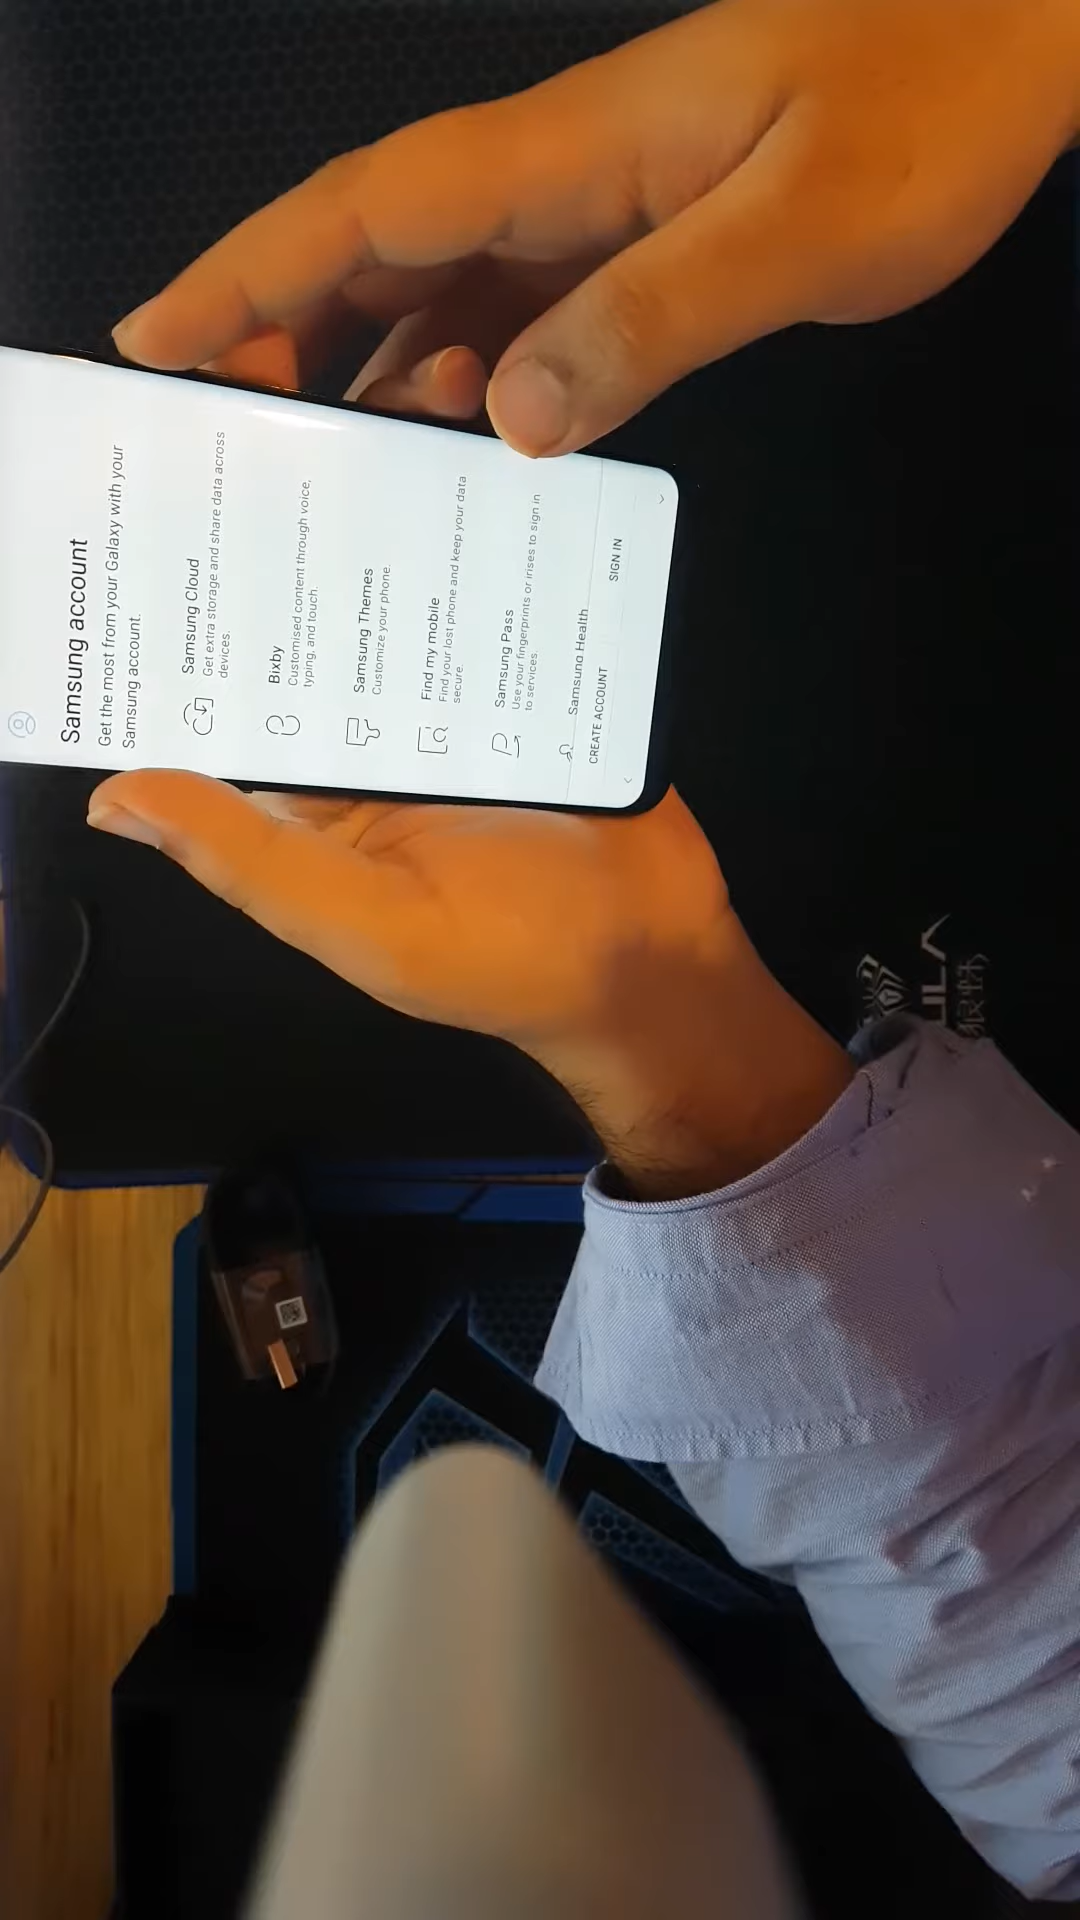 Samsung account
Get the most from your Galaxy with your
Samsung account.
Samsung Cloud
Get extra storage and share data across
devices.
Bixby
Customised content through voice,
typing, and touch.
Samsung Themes
Customize your phone.
Find my mobile
Find your lost phone and keep your data
secure.
Samsung Pass
Use your fingerprints or irises to sign in
to services
Samsung Health
CREATE ACCOUNT
SIGN IN
ULA
狼蛛